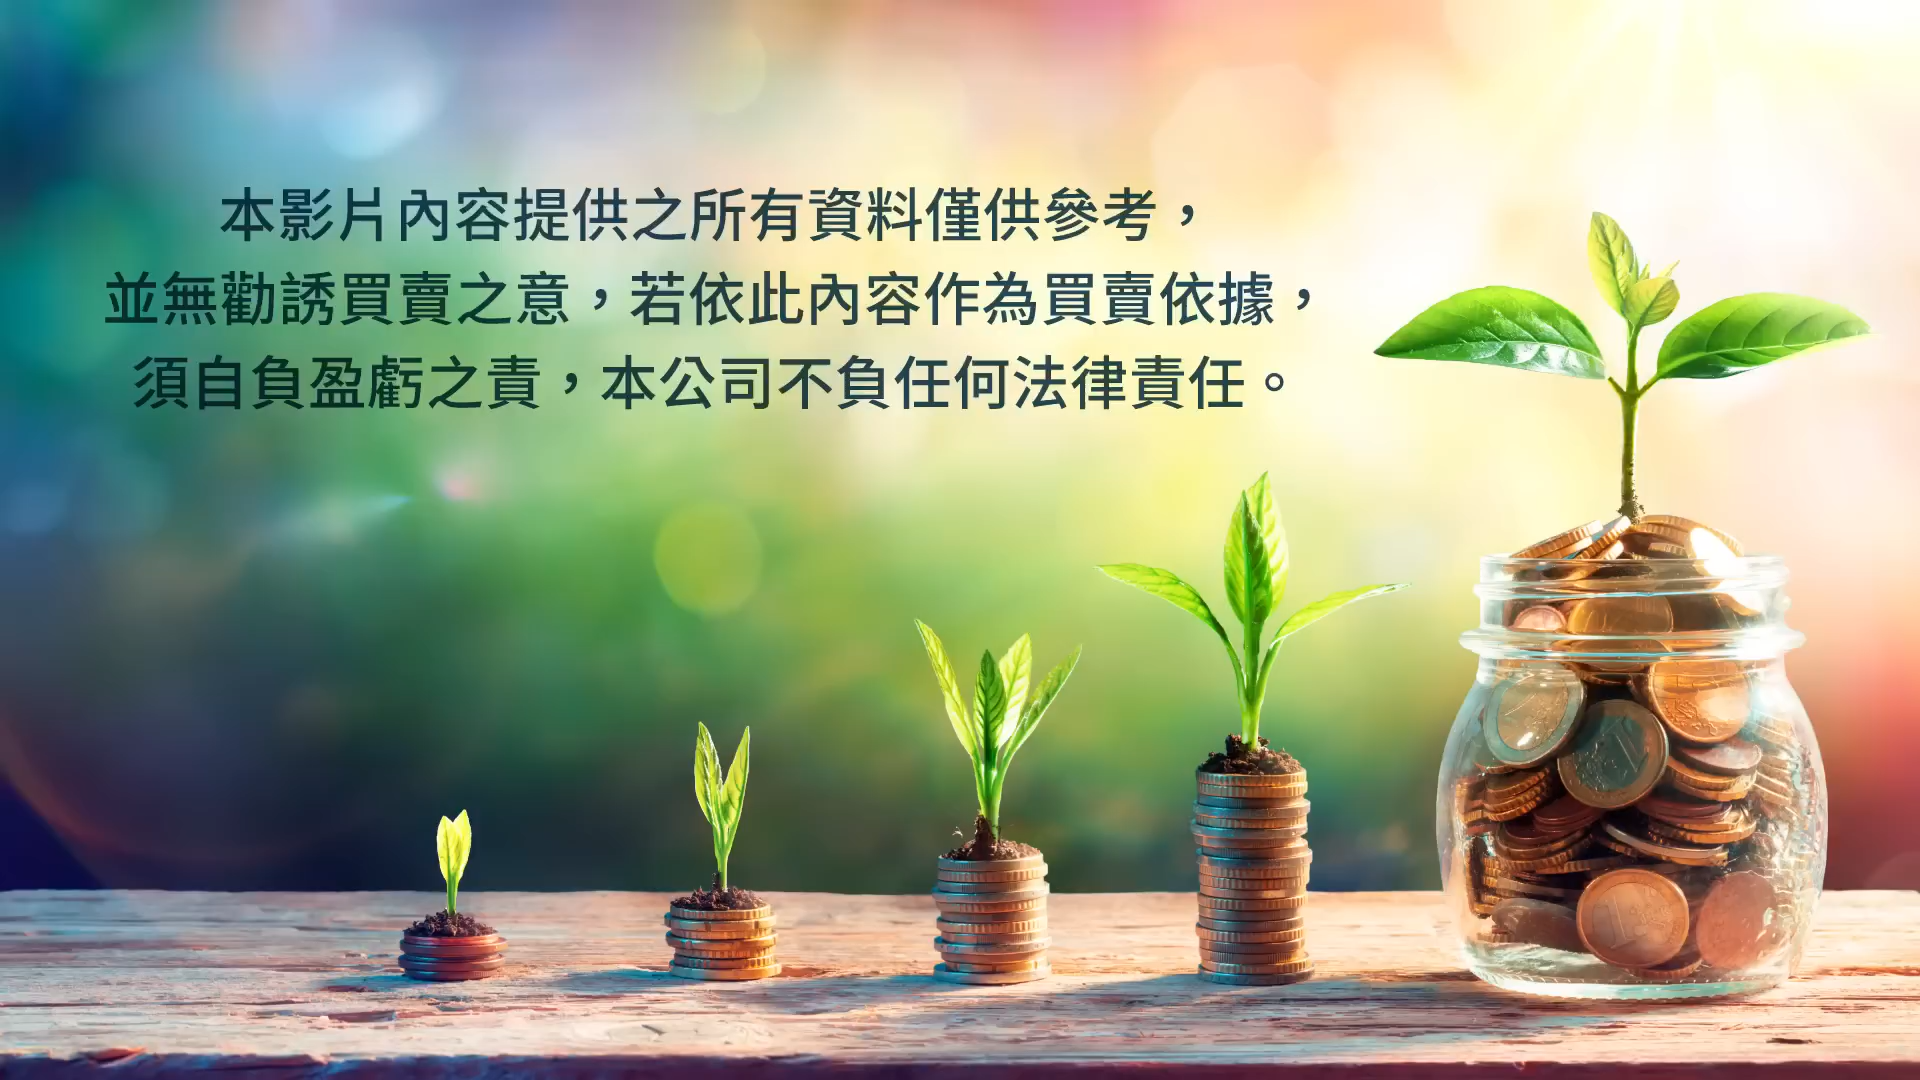 本影片內容提供之所有資料僅供參考，
並無勸誘買賣之意，若依此內容作為買賣依據，
須自負盈虧之責，本公司不負任何法律責任。